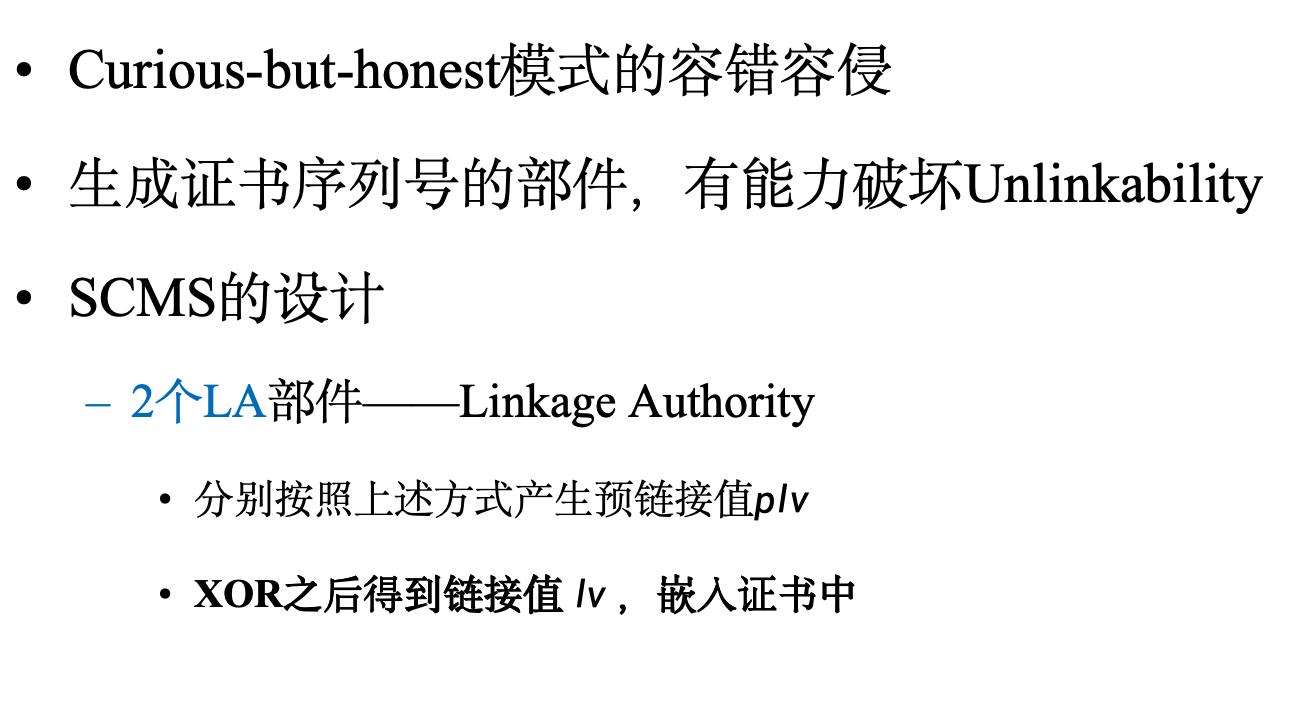 • Curious-but-honest模式的容错容侵
• 生成证书序列号的部件，有能力破坏Unlinkability
• SCMS的设计
– 2个LA部件——Linkage Authority
• 分别按照上述方式产生预链接值plv
• XOR之后得到链接值 lv ，嵌入证书中